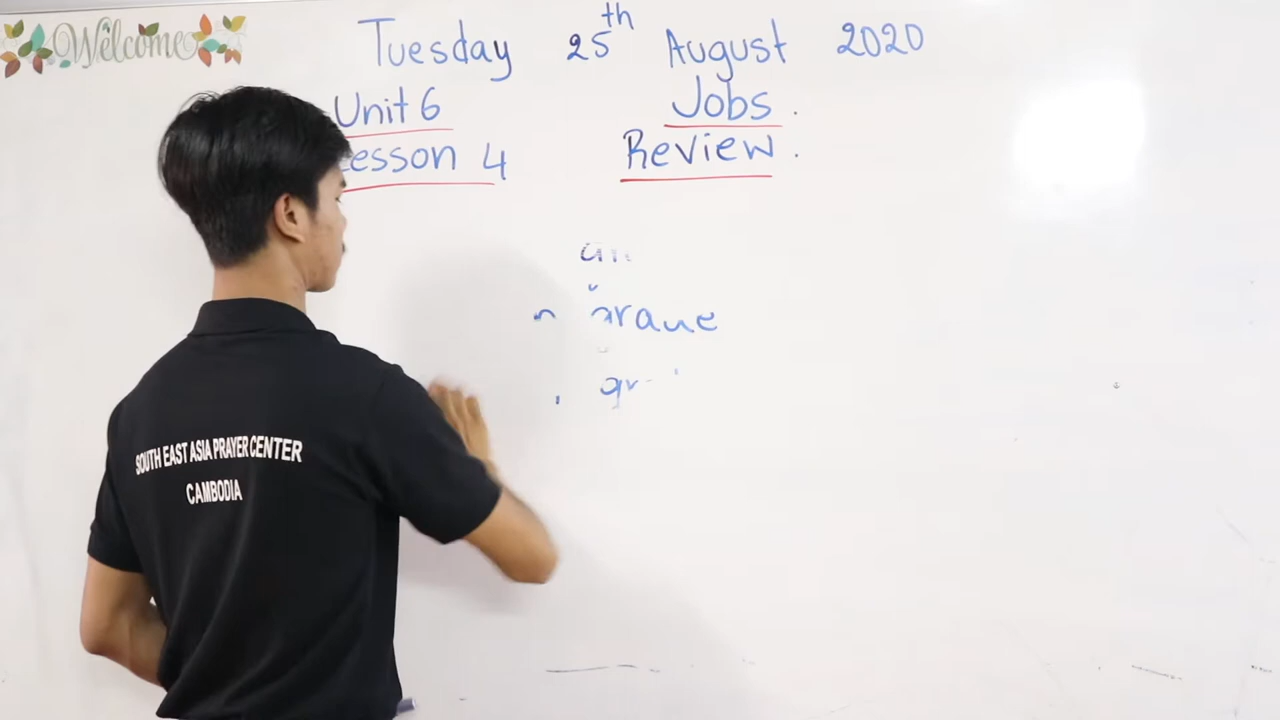 Welcome
Tuesday 25th August 2020
Unit 6 Jobs.
Lesson 4 Review.
SOUTH EAST ASIA PRAYER CENTER
CAMBODIA